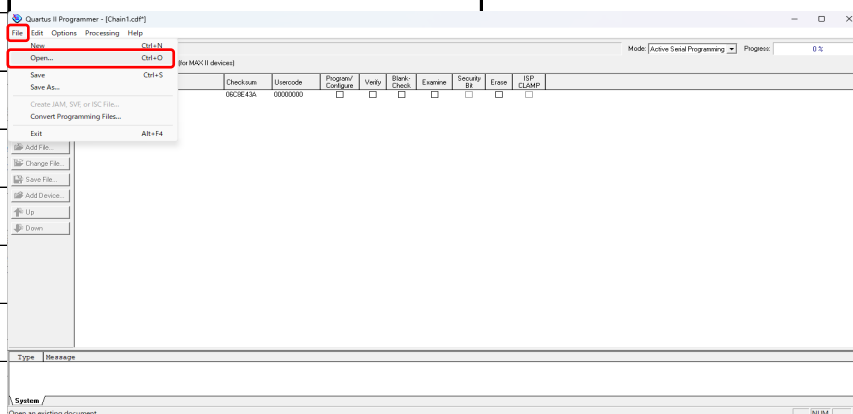 Quartus II Programmer - [Chain1.cdf*]
File Edit Options Processing Help
New Ctrl+N
Open... Ctrl+O
Save Ctrl+S
Save As...
Create JAM, SVF, or ISC File...
Convert Programming Files...
Exit Alt+F4
Mode: Active Serial Programming Progress: 0 %
(for MAX II devices)
Checksum Usercode Program/ Configure Verify Blank- Check Examine Security Bit Erase ISP CLAMP
06C8E43A 00000000
Add File...
Change File...
Save File...
Add Device...
Up
Down
Type Message
System
Open an existing document
NUM